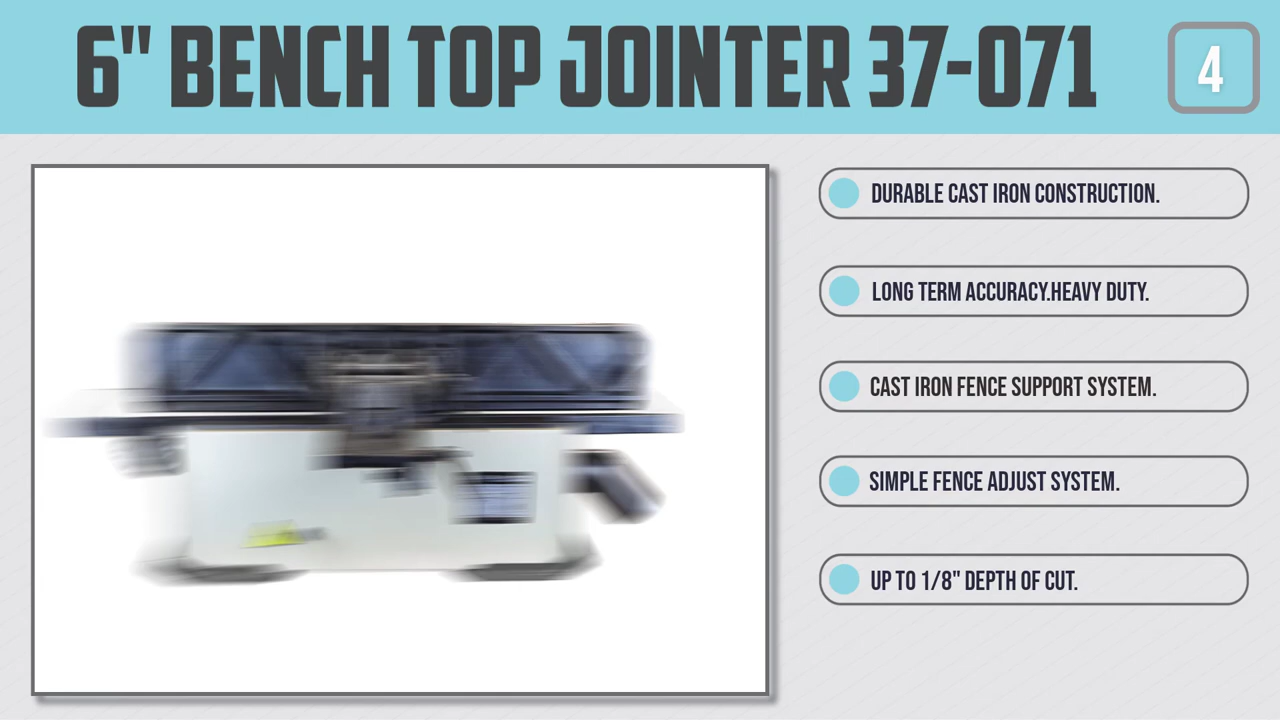 6" BENCH TOP JOINTER 37-071
4
DURABLE CAST IRON CONSTRUCTION.
LONG TERM ACCURACY.HEAVY DUTY.
CAST IRON FENCE SUPPORT SYSTEM.
SIMPLE FENCE ADJUST SYSTEM.
UP TO 1/8" DEPTH OF CUT.